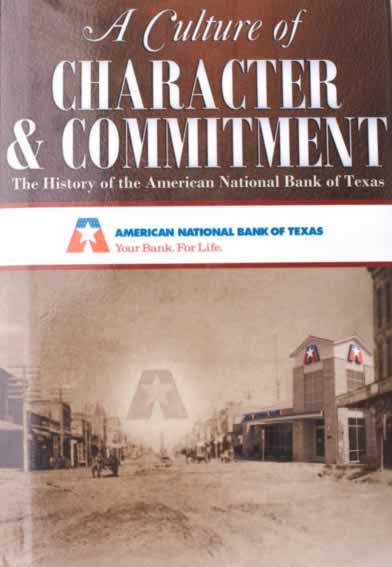 A Culture of
CHARACTER
& COMMITMENT
The History of the American National Bank of Texas
AMERICAN NATIONAL BANK OF TEXAS
Your Bank. For Life.